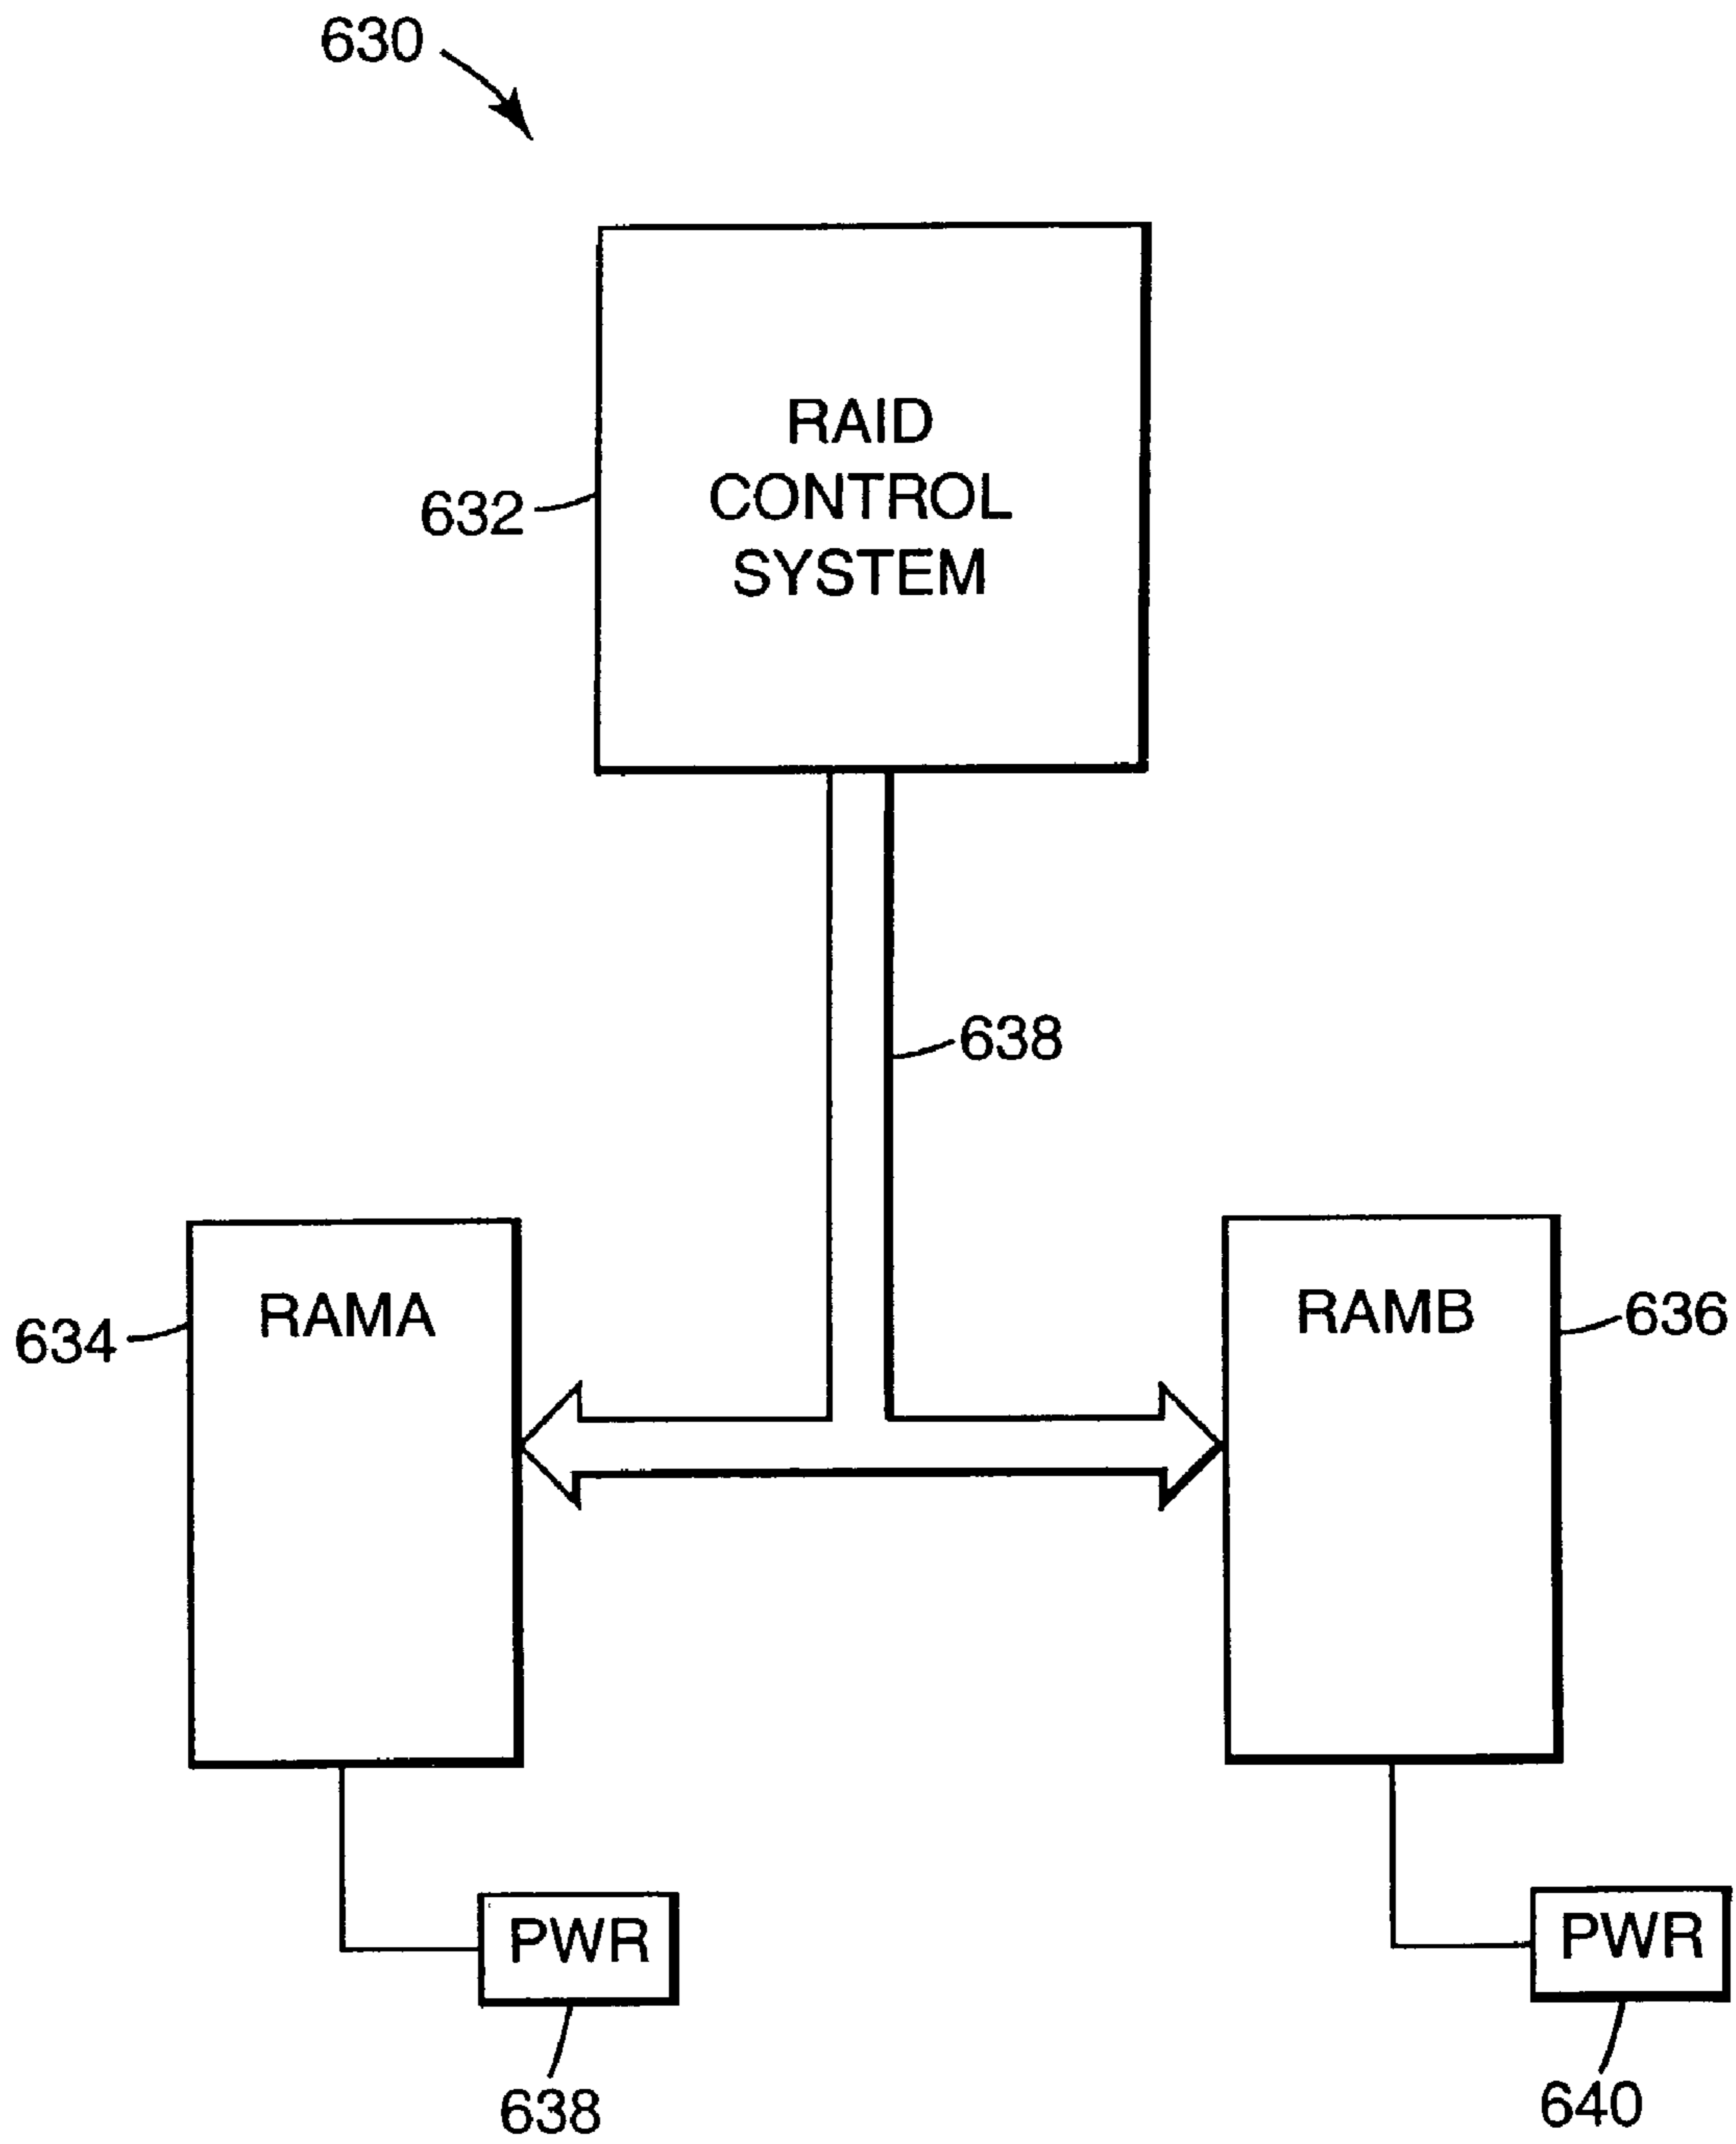 630
RAID
CONTROL
SYSTEM
632
638
RAMA
RAMB
634
636
PWR
PWR
638
640